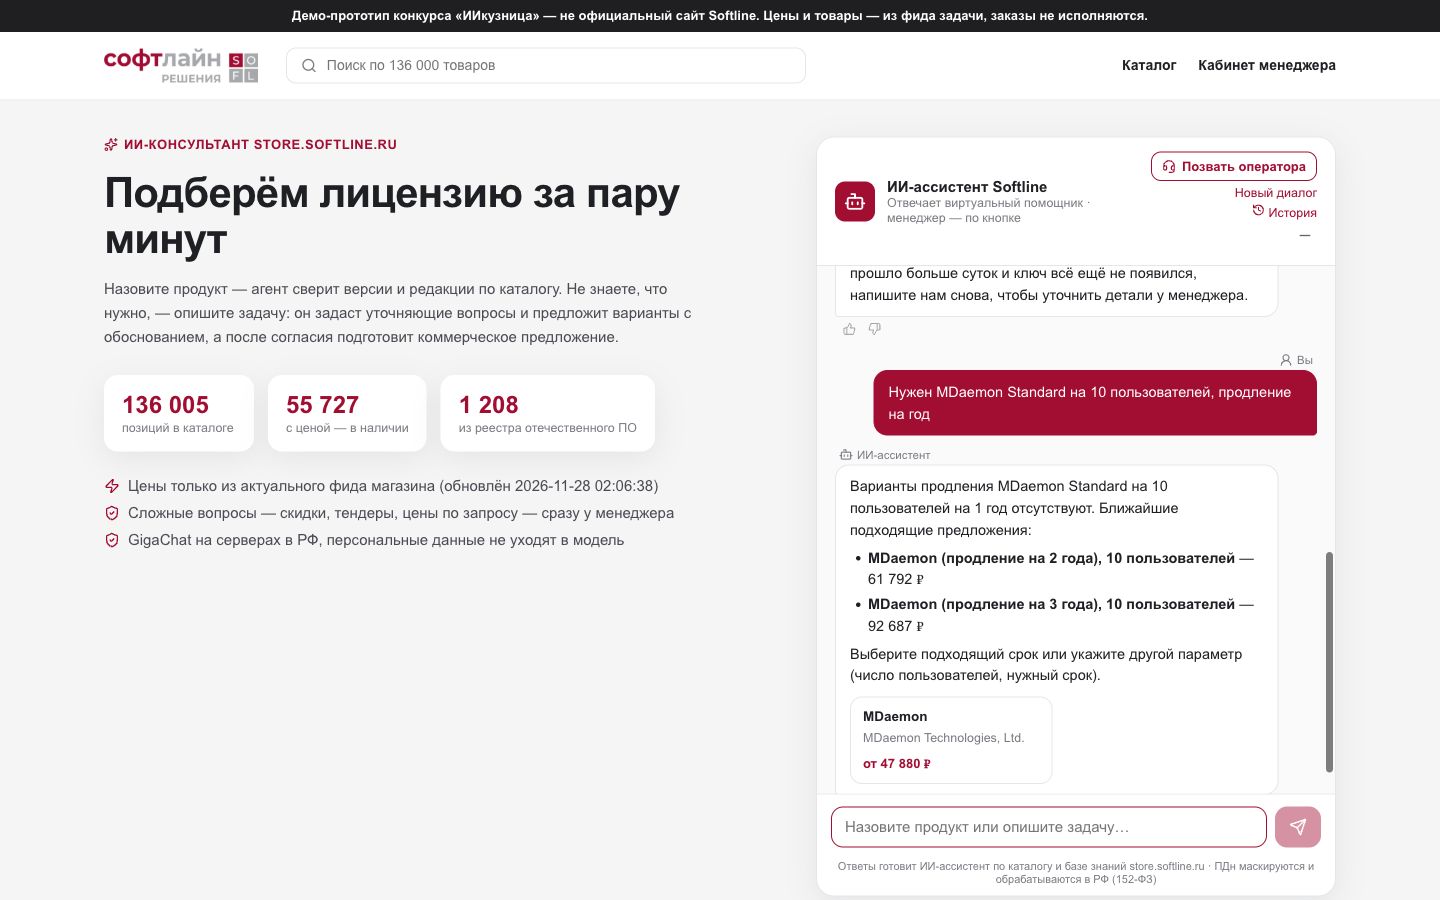 Демо-прототип конкурса «ИИкузница» — не официальный сайт Softline. Цены и товары — из фида задачи, заказы не исполняются.
софтлайн
РЕШЕНИЯ
SO
FL
Поиск по 136 000 товаров
Каталог
Кабинет менеджера
ИИ-КОНСУЛЬТАНТ STORE.SOFTLINE.RU
Подберём лицензию за пару
минут
Назовите продукт — агент сверит версии и редакции по каталогу. Не знаете, что
нужно, — опишите задачу: он задаст уточняющие вопросы и предложит варианты с
обоснованием, а после согласия подготовит коммерческое предложение.
136 005
позиций в каталоге
55 727
с ценой — в наличии
1 208
из реестра отечественного ПО
Цены только из актуального фида магазина (обновлён 2026-11-28 02:06:38)
Сложные вопросы — скидки, тендеры, цены по запросу — сразу у менеджера
GigaChat на серверах в РФ, персональные данные не уходят в модель
ИИ-ассистент Softline
Отвечает виртуальный помощник ·
менеджер — по кнопке
Позвать оператора
Новый диалог
История
—
прошло больше суток и ключ всё ещё не появился,
напишите нам снова, чтобы уточнить детали у менеджера.
Вы
Нужен MDaemon Standard на 10 пользователей, продление
на год
ИИ-ассистент
Варианты продления MDaemon Standard на 10
пользователей на 1 год отсутствуют. Ближайшие
подходящие предложения:
• MDaemon (продление на 2 года), 10 пользователей —
61 792 ₽
• MDaemon (продление на 3 года), 10 пользователей —
92 687 ₽
Выберите подходящий срок или укажите другой параметр
(число пользователей, нужный срок).
MDaemon
MDaemon Technologies, Ltd.
от 47 880 ₽
Назовите продукт или опишите задачу…
Ответы готовит ИИ-ассистент по каталогу и базе знаний store.softline.ru · ПДн маскируются и
обрабатываются в РФ (152-ФЗ)